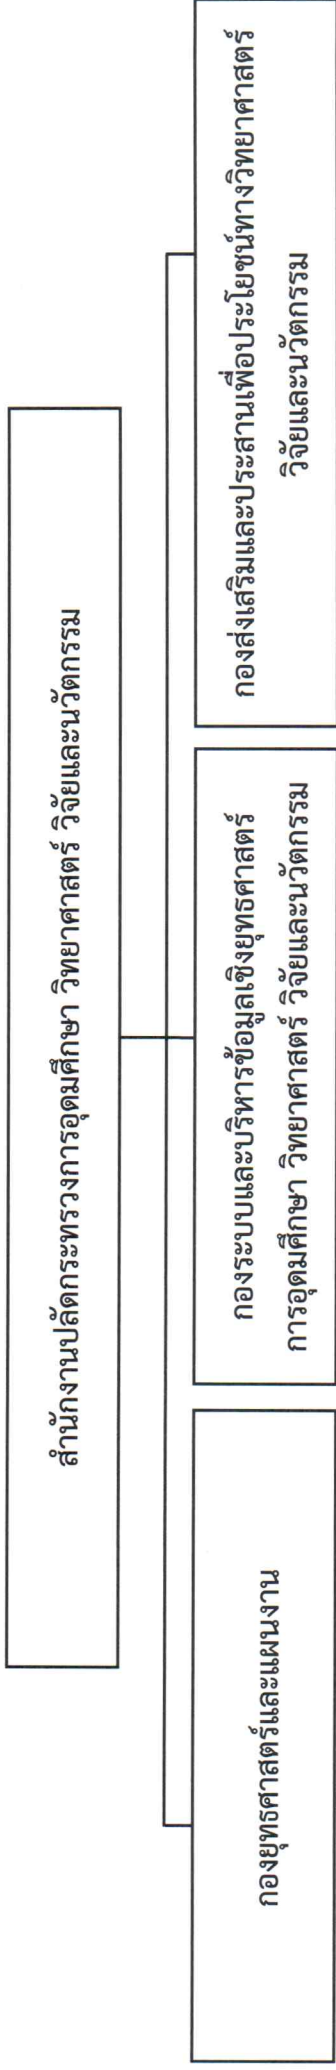 สำนักงานปลัดกระทรวงการอุดมศึกษา วิทยาศาสตร์ วิจัยและนวัตกรรม
กองยุทธศาสตร์และแผนงาน
กองระบบและบริหารข้อมูลเชิงยุทธศาสตร์
การอุดมศึกษา วิทยาศาสตร์ วิจัยและนวัตกรรม
กองส่งเสริมและประสานเพื่อประโยชน์ทางวิทยาศาสตร์
วิจัยและนวัตกรรม